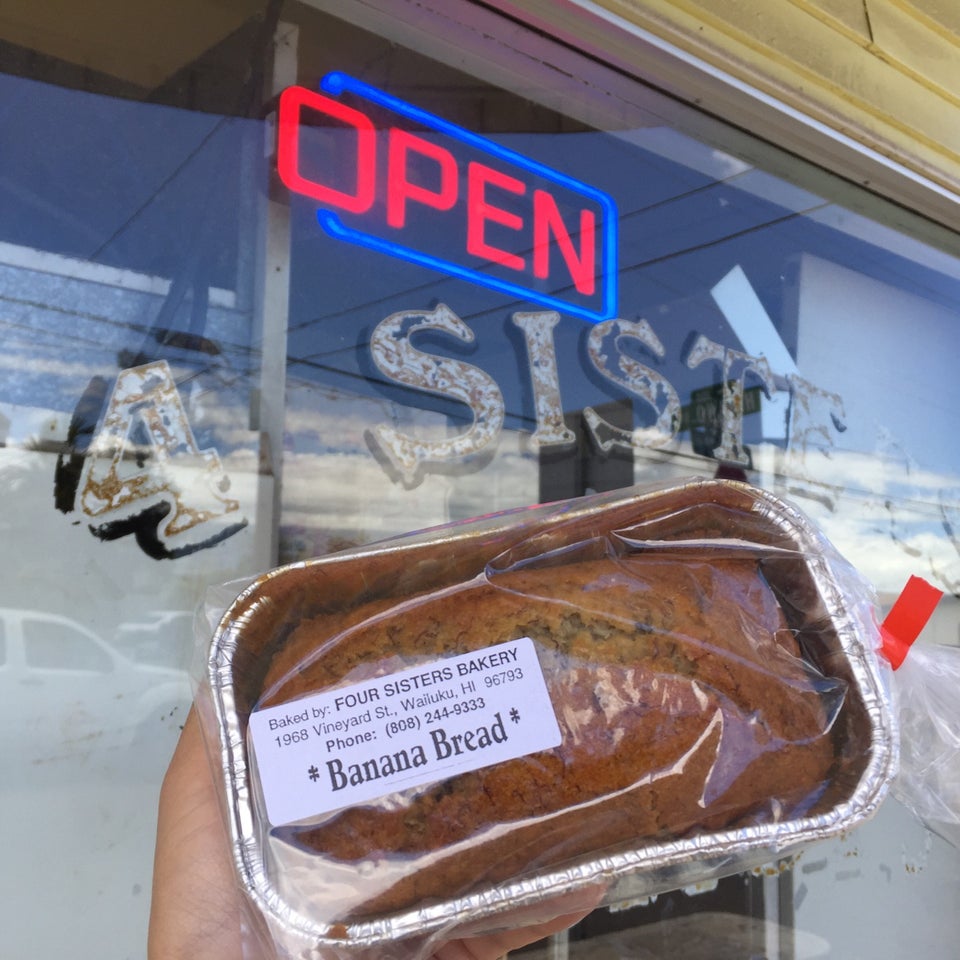 OPEN
4 SISTE
Baked by: FOUR SISTERS BAKERY
1968 Vineyard St., Wailuku, HI 96793
Phone: (808) 244-9333
* Banana Bread *